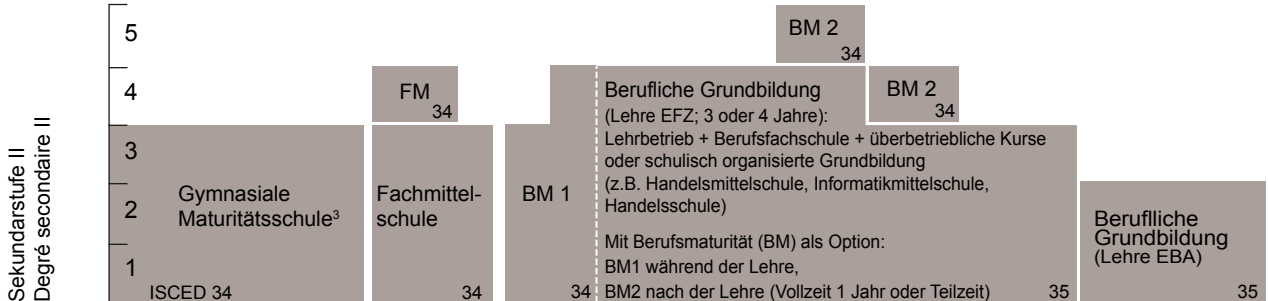 Sekundarstufe II
Degré secondaire II
5
4
3
2
1
Gymnasiale
Maturitätsschule³
ISCED 34
FM
34
Fachmittel-
schule
34
BM 1
34
BM 2
34
BM 2
34
Berufliche Grundbildung
(Lehre EFZ; 3 oder 4 Jahre):
Lehrbetrieb + Berufsfachschule + überbetriebliche Kurse
oder schulisch organisierte Grundbildung
(z.B. Handelsmittelschule, Informatikmittelschule,
Handelsschule)
Mit Berufsmaturität (BM) als Option:
BM1 während der Lehre,
BM2 nach der Lehre (Vollzeit 1 Jahr oder Teilzeit)
35
Beruflliche
Grundbildung
(Lehre EBA)
35